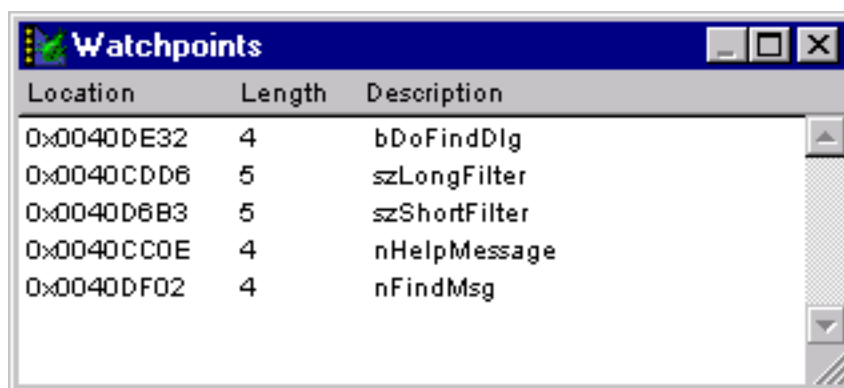 Watchpoints
Location Length Description
0x0040DE32 4 bDoFindDlg
0x0040CDD6 5 szLongFilter
0x0040D6B3 5 szShortFilter
0x0040CC0E 4 nHelpMessage
0x0040DF02 4 nFindMsg